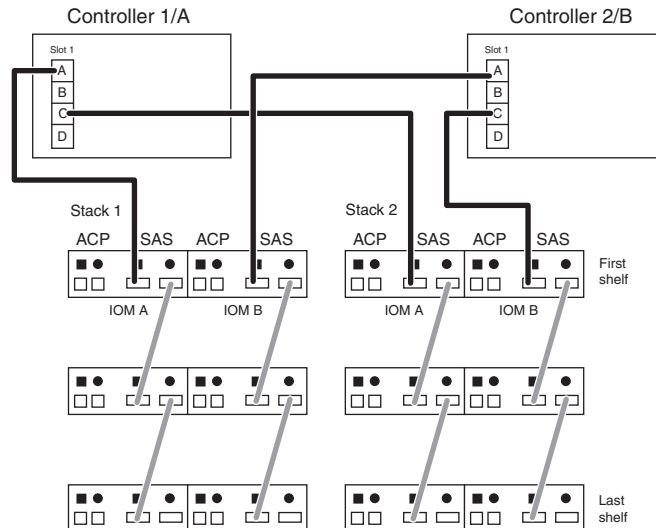 Controller 1/A
Controller 2/B
Slot 1
A
B
C
D
Slot 1
A
B
C
D
Stack 1
Stack 2
ACP SAS ACP SAS
ACP SAS ACP SAS
IOM A IOM B
IOM A IOM B
First
shelf
Last
shelf